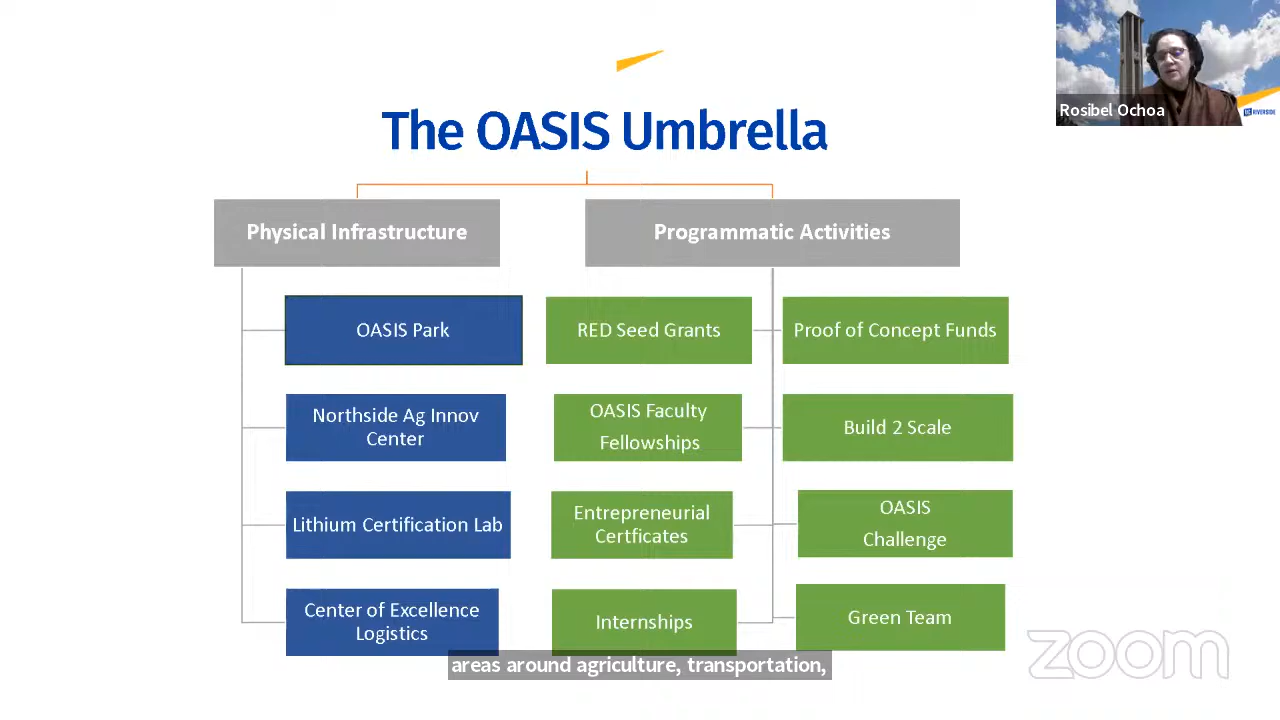 The OASIS Umbrella
Rosibel Ochoa
RIVERSIDE
Physical Infrastructure
Programmatic Activities
OASIS Park
RED Seed Grants
Proof of Concept Funds
Northside Ag Innov
Center
OASIS Faculty
Fellowships
Build 2 Scale
Lithium Certification Lab
Entrepreneurial
Certficates
OASIS
Challenge
Center of Excellence
Logistics
Internships
Green Team
areas around agriculture, transportation,
zoom